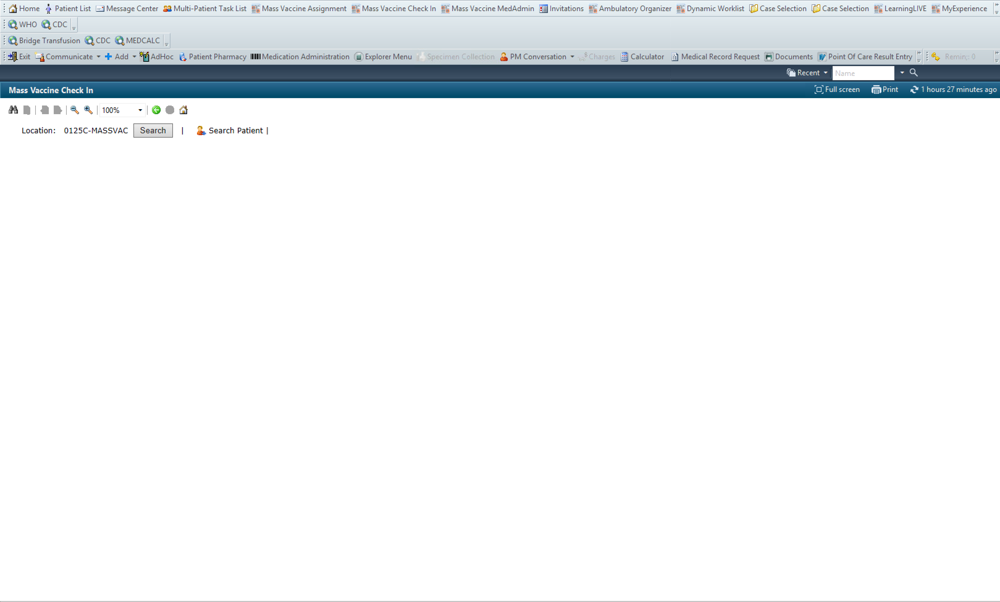 Home Patient List Message Center Multi-Patient Task List Mass Vaccine Assignment Mass Vaccine Check In Mass Vaccine MedAdmin Invitations Ambulatory Organizer Dynamic Worklist Case Selection Case Selection LearningLIVE MyExperience
WHO CDC
Bridge Transfusion CDC MEDCALC
Exit Communicate Add AdHoc Patient Pharmacy Medication Administration Explorer Menu Specimen Collection PM Conversation Charges Calculator Medical Record Request Documents Point Of Care Result Entry Remin;: 0
Recent Name
Mass Vaccine Check In Full screen Print 1 hours 27 minutes ago
100%
Location: 0125C-MASSVAC Search | Search Patient |